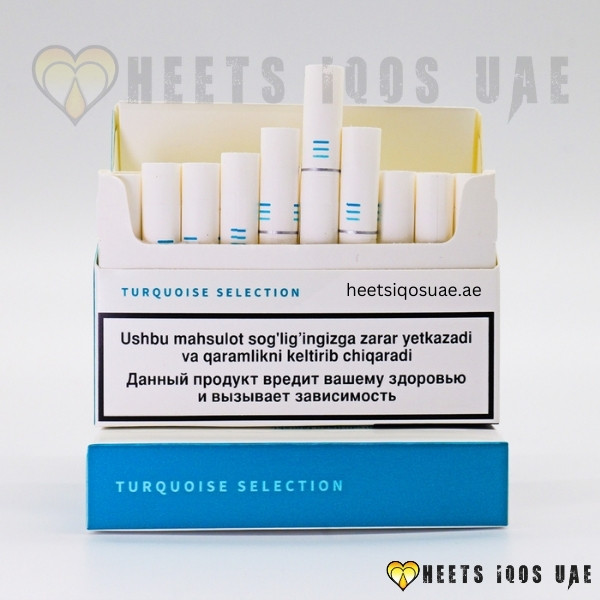 HEETS iQOS UAE
TURQUOISE SELECTION heetsiqosuae.ae
Ushbu mahsulot sog'lig'ingizga zarar yetkazadi
va qaramlikni keltirib chiqaradi
Данный продукт вредит вашему здоровью
и вызывает зависимость
TURQUOISE SELECTION
HEETS iQOS UAE